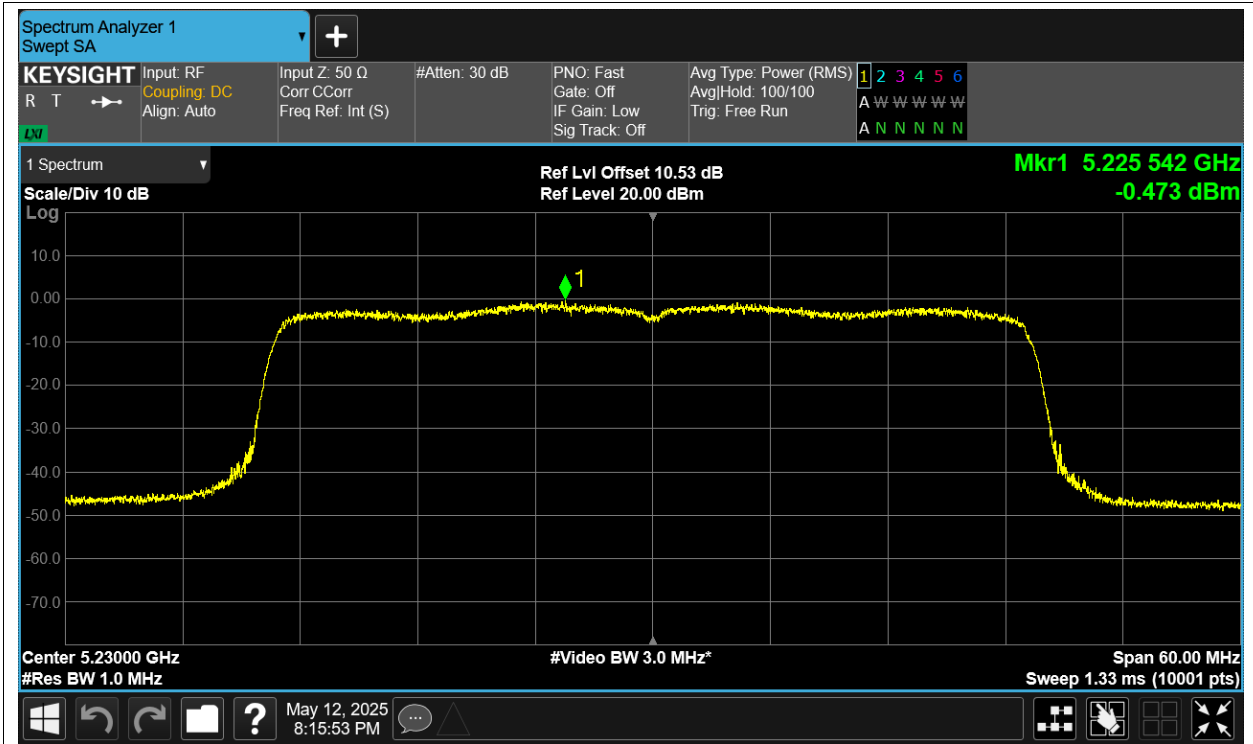 Spectrum Analyzer 1
Swept SA
KEYSIGHT
R T
LXI
Input: RF
Coupling: DC
Align: Auto
Input Z: 50 Ω
Corr CCorr
Freq Ref: Int (S)
#Atten: 30 dB
PNO: Fast
Gate: Off
IF Gain: Low
Sig Track: Off
Avg Type: Power (RMS)
Avg|Hold: 100/100
Trig: Free Run
1 2 3 4 5 6
A W W W W W
A N N N N N
1 Spectrum
Scale/Div 10 dB
Log
Ref Lvl Offset 10.53 dB
Ref Level 20.00 dBm
Mkr1 5.225 542 GHz
-0.473 dBm
10.0
0.00
-10.0
-20.0
-30.0
-40.0
-50.0
-60.0
-70.0
1
Center 5.23000 GHz
#Res BW 1.0 MHz
#Video BW 3.0 MHz*
Span 60.00 MHz
Sweep 1.33 ms (10001 pts)
?
May 12, 2025
8:15:53 PM